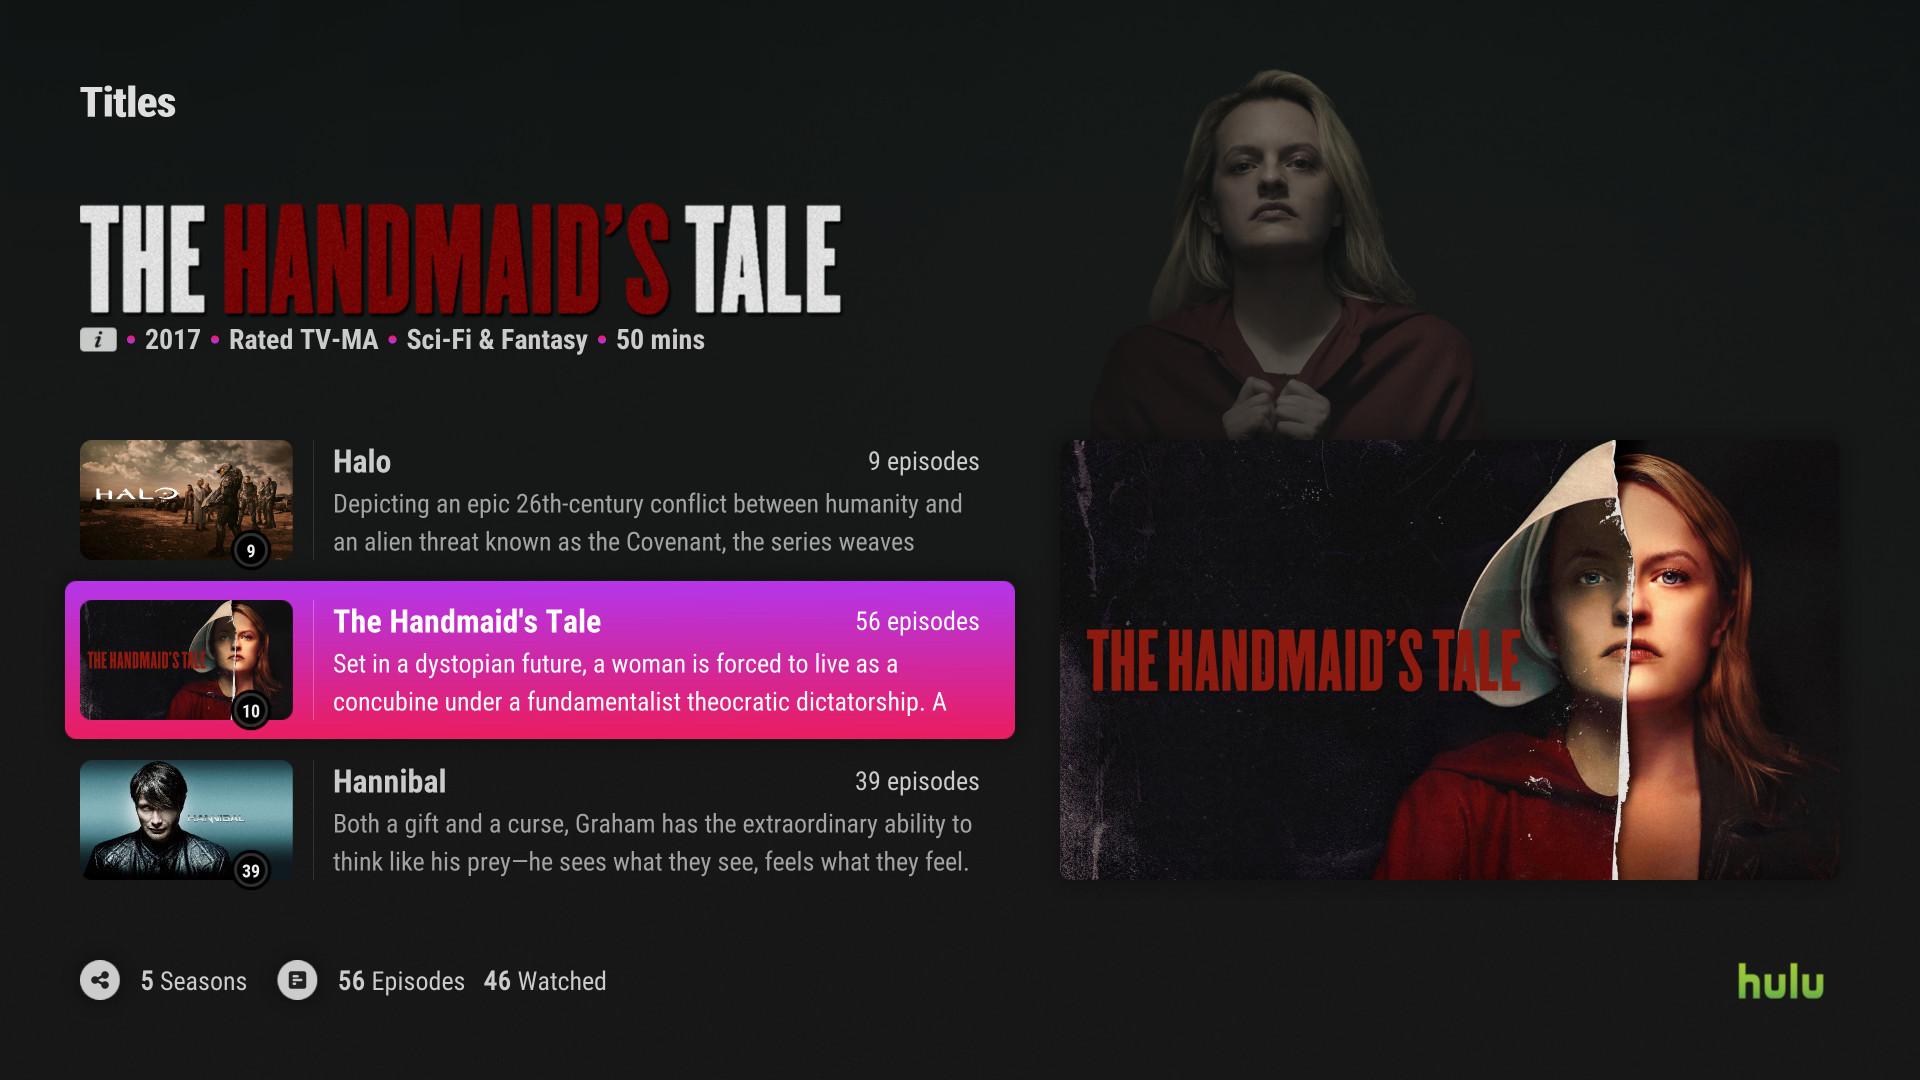 Titles
THE HANDMAID'S TALE
i • 2017 • Rated TV-MA • Sci-Fi & Fantasy • 50 mins
HALO
9
Halo
9 episodes
Depicting an epic 26th-century conflict between humanity and
an alien threat known as the Covenant, the series weaves
THE HANDMAID'S TALE
10
The Handmaid's Tale
56 episodes
Set in a dystopian future, a woman is forced to live as a
concubine under a fundamentalist theocratic dictatorship. A
HANNIBAL
39
Hannibal
39 episodes
Both a gift and a curse, Graham has the extraordinary ability to
think like his prey—he sees what they see, feels what they feel.
THE HANDMAID'S TALE
5 Seasons
56 Episodes
46 Watched
hulu